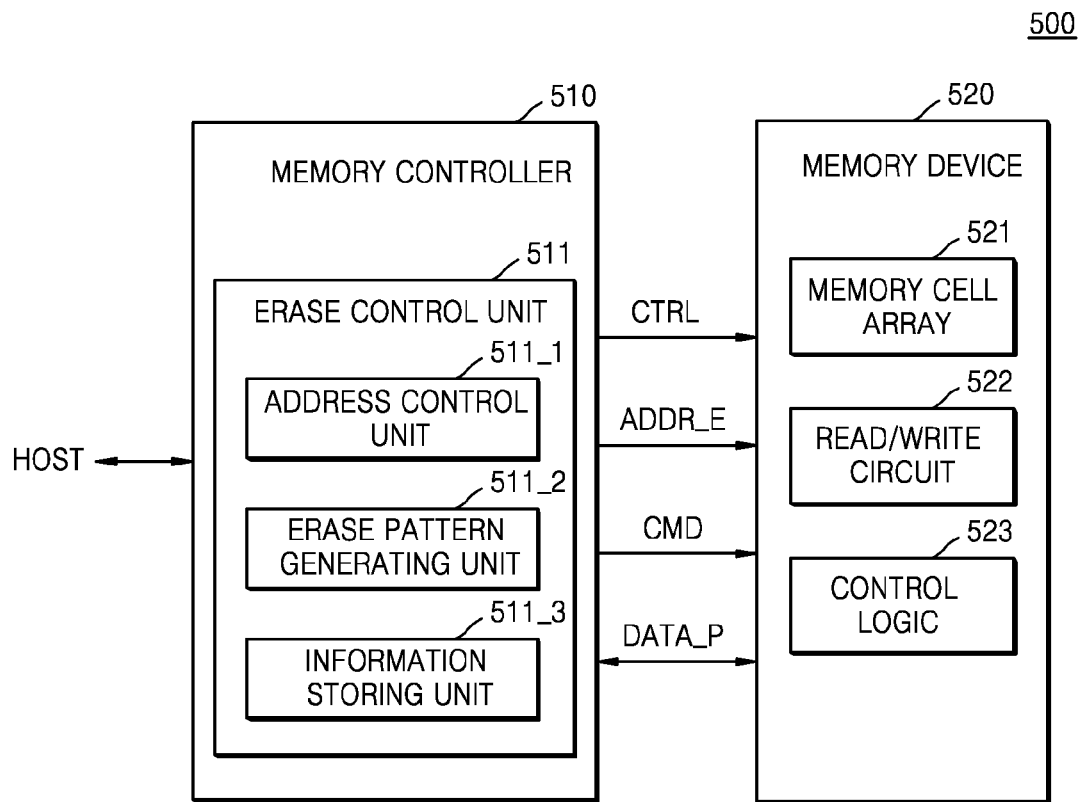 500
510
520
MEMORY CONTROLLER
MEMORY DEVICE
511
ERASE CONTROL UNIT
511_1
ADDRESS CONTROL
UNIT
511_2
ERASE PATTERN
GENERATING UNIT
511_3
INFORMATION
STORING UNIT
HOST
CTRL
ADDR_E
CMD
DATA_P
521
MEMORY CELL
ARRAY
522
READ/WRITE
CIRCUIT
523
CONTROL
LOGIC